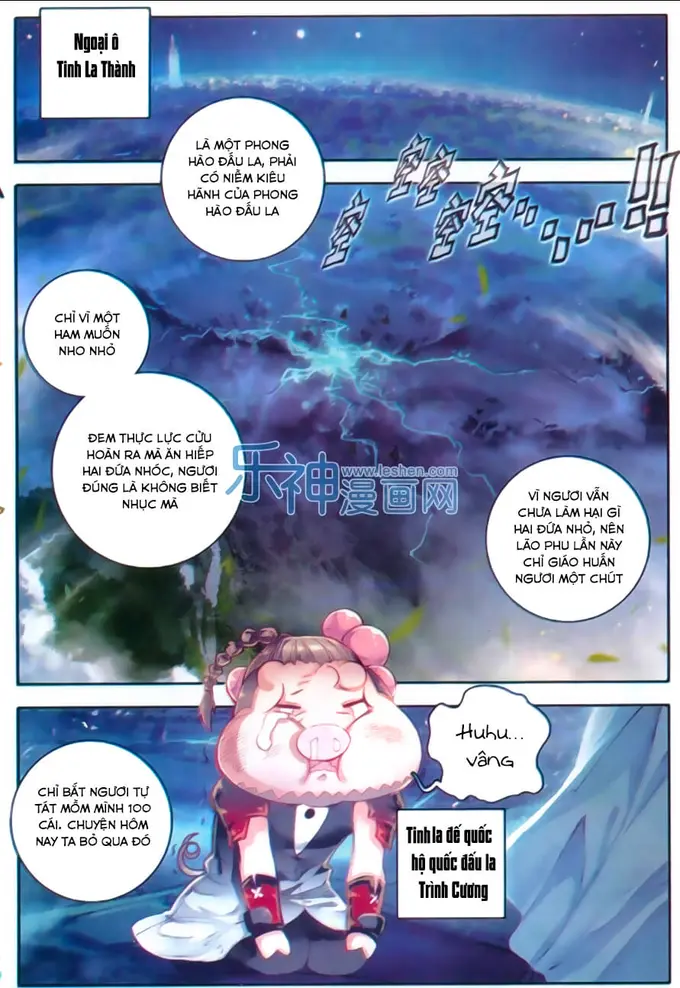 Ngoại ô
Tinh La Thành
LÀ MỘT PHONG
HÀO ĐẤU LA, PHẢI
CÓ NIỀM KIÊU
HÃNH CỦA PHONG
HÀO ĐẤU LA
空空空空空……!!!
CHỈ VÌ MỘT
HAM MUỐN
NHO NHỎ
ĐEM THỰC LỰC CỬU
HOÀN RA MÀ ĂN HIẾP
HAI ĐỨA NHÓC, NGƯƠI
ĐÚNG LÀ KHÔNG BIẾT
NHỤC MÀ
乐神漫画网
www.leshen.com
VÌ NGƯƠI VẪN
CHƯA LÀM HẠI GÌ
HAI ĐỨA NHỎ, NÊN
LÃO PHU LẦN NÀY
CHỈ GIÁO HUẤN
NGƯƠI MỘT CHÚT
Huhu...
vâng
CHỈ BẮT NGƯƠI TỰ
TÁT MỒM MÌNH 100
CÁI. CHUYỆN HÔM
NAY TA BỎ QUA ĐÓ
Tinh la đế quốc
hộ quốc đấu la
Trình Cương